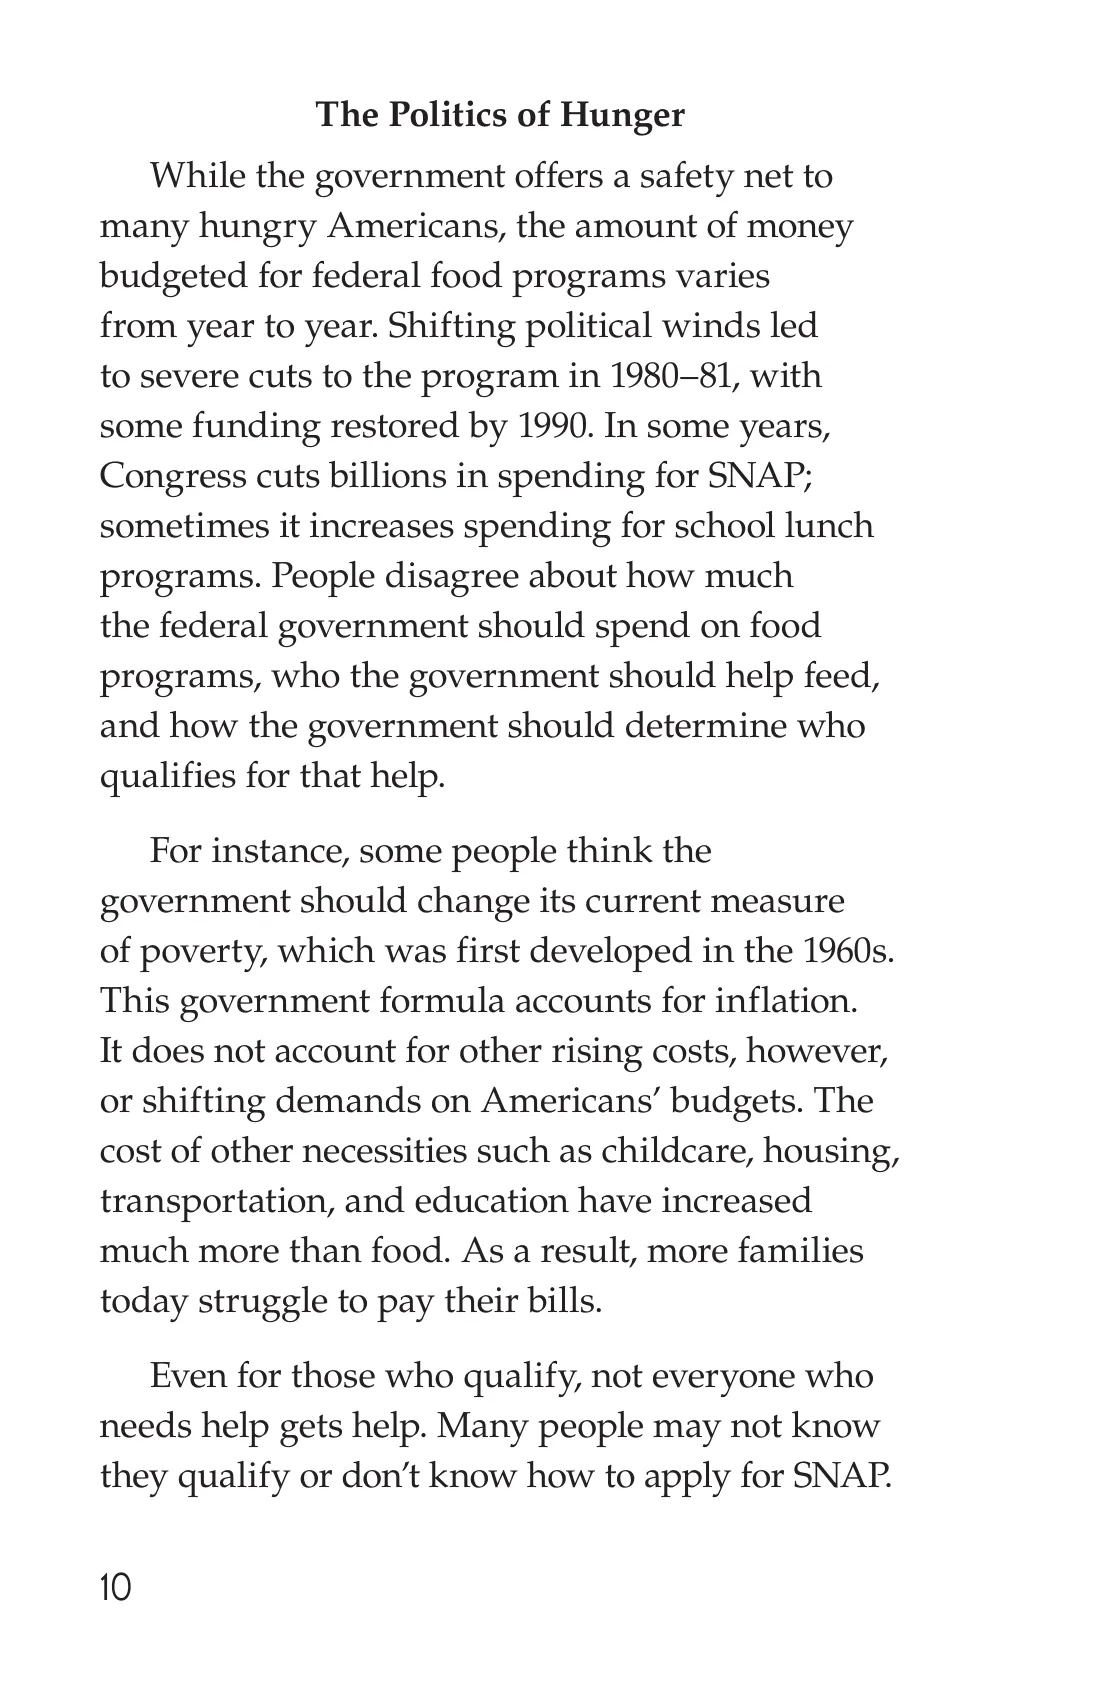 The Politics of Hunger
While the government offers a safety net to
many hungry Americans, the amount of money
budgeted for federal food programs varies
from year to year. Shifting political winds led
to severe cuts to the program in 1980–81, with
some funding restored by 1990. In some years,
Congress cuts billions in spending for SNAP;
sometimes it increases spending for school lunch
programs. People disagree about how much
the federal government should spend on food
programs, who the government should help feed,
and how the government should determine who
qualifies for that help.
For instance, some people think the
government should change its current measure
of poverty, which was first developed in the 1960s.
This government formula accounts for inflation.
It does not account for other rising costs, however,
or shifting demands on Americans’ budgets. The
cost of other necessities such as childcare, housing,
transportation, and education have increased
much more than food. As a result, more families
today struggle to pay their bills.
Even for those who qualify, not everyone who
needs help gets help. Many people may not know
they qualify or don’t know how to apply for SNAP.
10